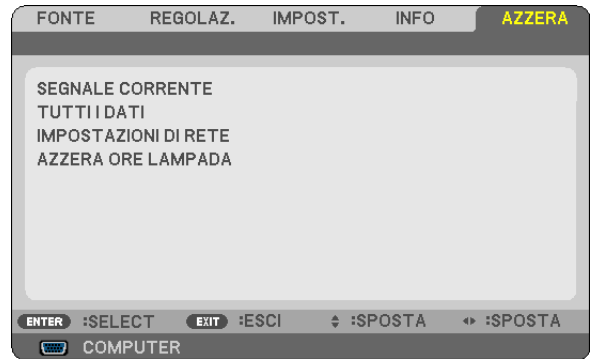 FONTE REGOLAZ. IMPOST. INFO AZZERA
SEGNALE CORRENTE
TUTTI I DATI
IMPOSTAZIONI DI RETE
AZZERA ORE LAMPADA
ENTER :SELECT EXIT :ESCI :SPOSTA :SPOSTA
COMPUTER